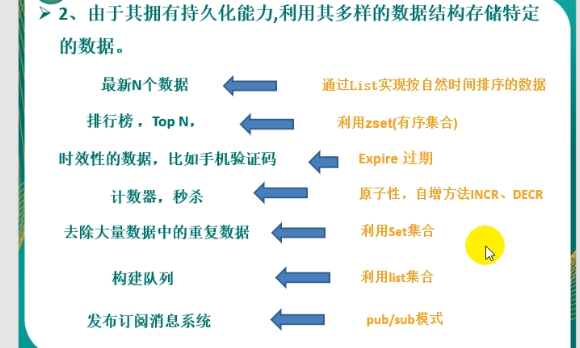 ➤ 2、由于其拥有持久化能力,利用其多样的数据结构存储特定
的数据。
最新N个数据 通过List实现按自然时间排序的数据
排行榜，Top N， 利用zset(有序集合)
时效性的数据，比如手机验证码 Expire 过期
计数器，秒杀 原子性，自增方法INCR、DECR
去除大量数据中的重复数据 利用Set集合
构建队列 利用list集合
发布订阅消息系统 pub/sub模式